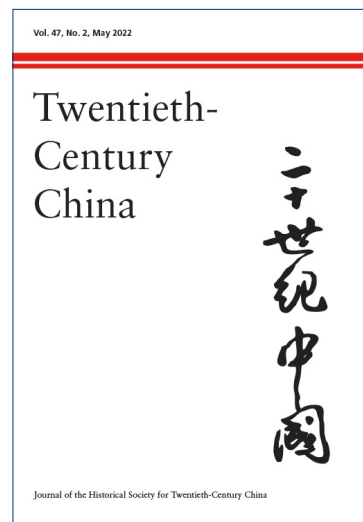 Vol. 47, No. 2, May 2022
Twentieth-
Century
China
二十世紀中國
Journal of the Historical Society for Twentieth-Century China